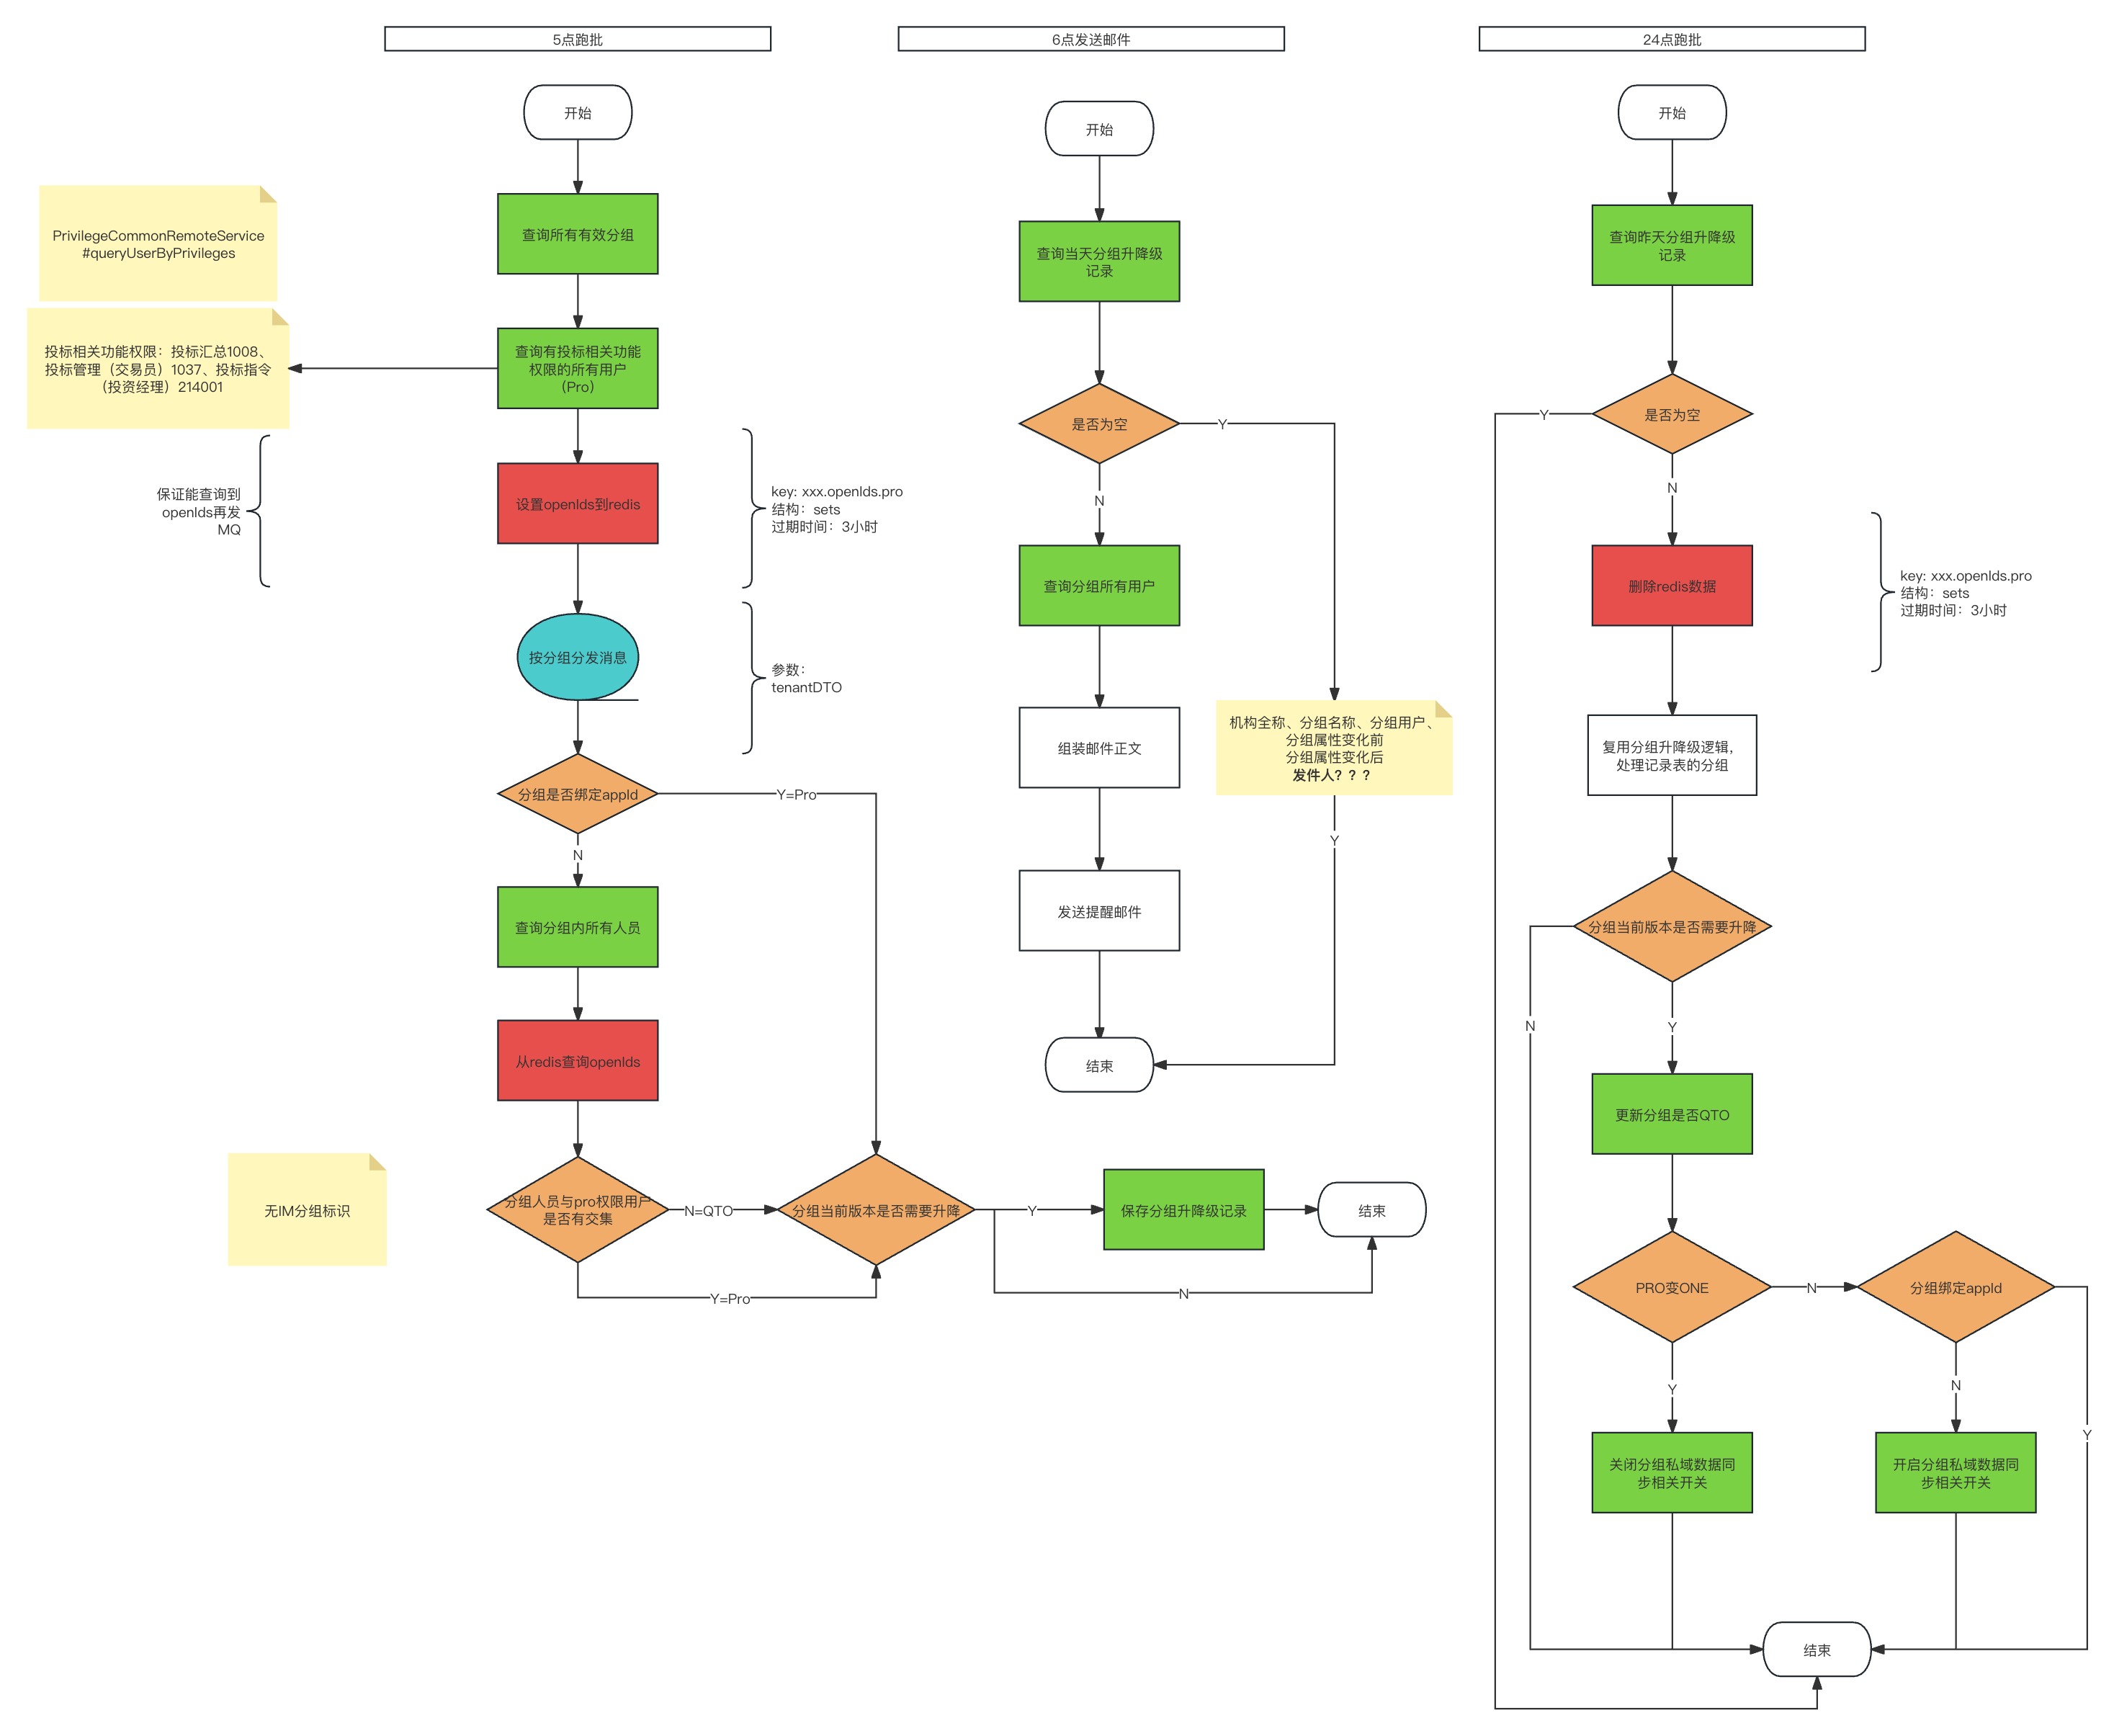 5点跑批
开始
查询所有有效分组
PrivilegeCommonRemoteService
#queryUserByPrivileges
查询有投标相关功能
权限的所有用户
（Pro）
投标相关功能权限：投标汇总1008、
投标管理（交易员）1037、投标指令
（投资经理）214001
设置openIds到redis
保证能查询到
openIds再发
MQ
key: xxx.openIds.pro
结构：sets
过期时间：3小时
按分组分发消息
参数：
tenantDTO
分组是否绑定appId
Y=Pro
N
查询分组内所有人员
从redis查询openIds
无IM分组标识
分组人员与pro权限用户
是否有交集
N=QTO
Y=Pro
分组当前版本是否需要升降
Y
保存分组升降级记录
结束
N
6点发送邮件
开始
查询当天分组升降级
记录
是否为空
Y
N
查询分组所有用户
组装邮件正文
机构全称、分组名称、分组用户、
分组属性变化前
分组属性变化后
发件人？？？
Y
发送提醒邮件
结束
24点跑批
开始
查询昨天分组升降级
记录
是否为空
Y
N
删除redis数据
key: xxx.openIds.pro
结构：sets
过期时间：3小时
复用分组升降级逻辑，
处理记录表的分组
分组当前版本是否需要升降
N
Y
更新分组是否QTO
PRO变ONE
N
分组绑定appId
Y
N
Y
关闭分组私域数据同
步相关开关
开启分组私域数据同
步相关开关
结束